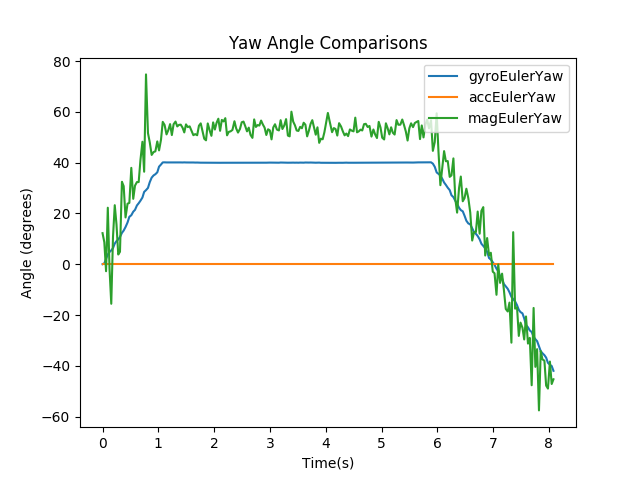 Yaw Angle Comparisons
gyroEulerYaw
accEulerYaw
magEulerYaw
Angle (degrees)
80
60
40
20
0
−20
−40
−60
0 1 2 3 4 5 6 7 8
Time(s)